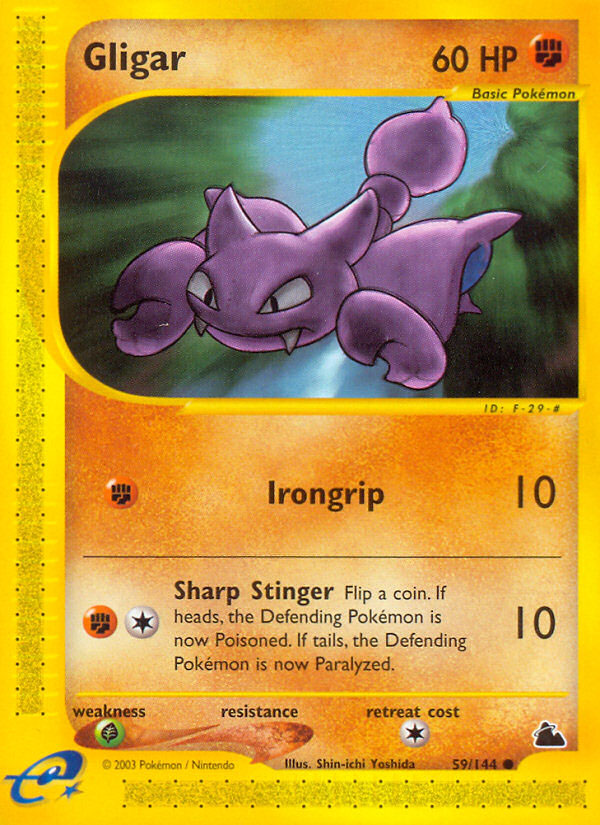 Gligar
60 HP
Basic Pokémon
ID: F-29-#
Irongrip 10
Sharp Stinger Flip a coin. If
heads, the Defending Pokémon is
now Poisoned. If tails, the Defending
Pokémon is now Paralyzed.
10
weakness resistance retreat cost
© 2003 Pokémon / Nintendo Illus. Shin-ichi Yoshida 59/144
e